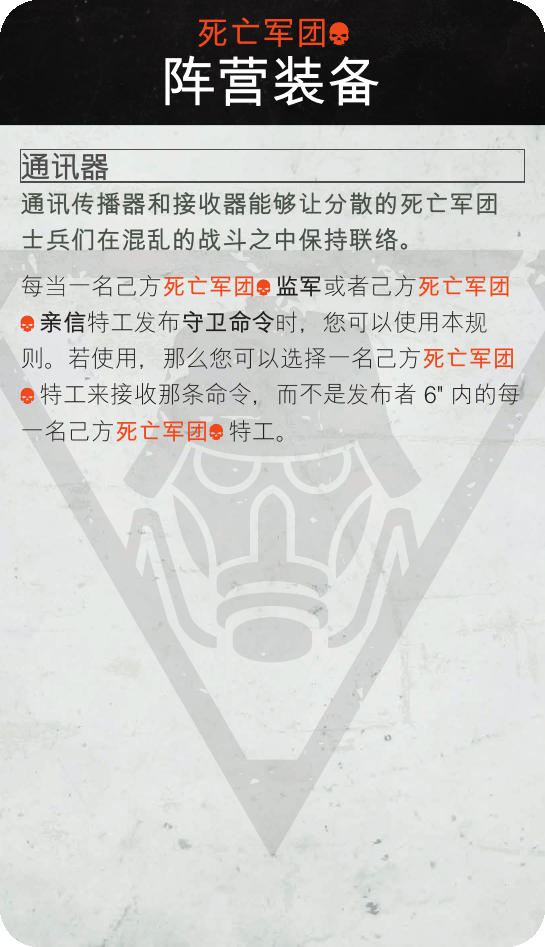 死亡军团
阵营装备
通讯器
通讯传播器和接收器能够让分散的死亡军团
士兵们在混乱的战斗之中保持联络。
每当一名己方死亡军团 监军或者己方死亡军团
亲信特工发布守卫命令时，您可以使用本规
则。若使用，那么您可以选择一名己方死亡军团
特工来接收那条命令，而不是发布者 6" 内的每
一名己方死亡军团 特工。